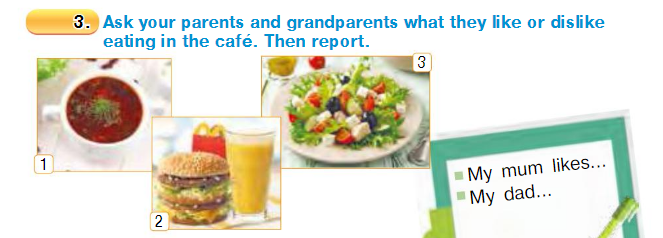 3. Ask your parents and grandparents what they like or dislike
eating in the café. Then report.
1
2
3
My mum likes...
My dad...